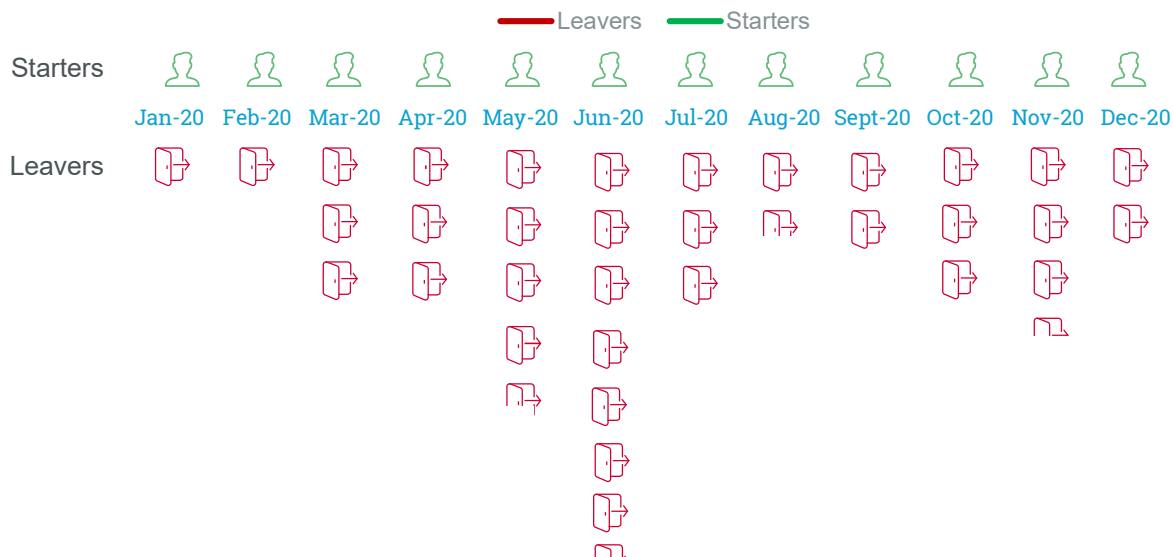 Leavers Starters
Starters
Jan-20 Feb-20 Mar-20 Apr-20 May-20 Jun-20 Jul-20 Aug-20 Sept-20 Oct-20 Nov-20 Dec-20
Leavers